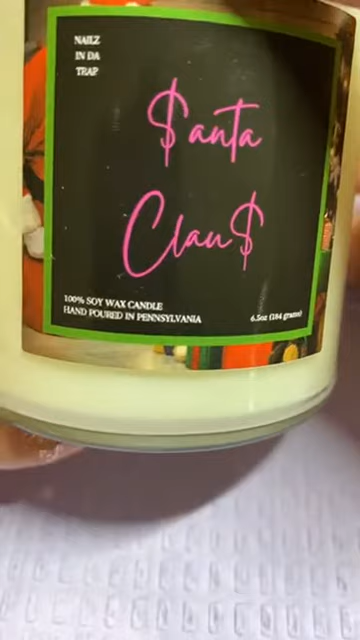 NAILZ
IN DA
TRAP
$anta
Clau$
100% SOY WAX CANDLE
HAND POURED IN PENNSYLVANIA
6.5oz (184 grams)